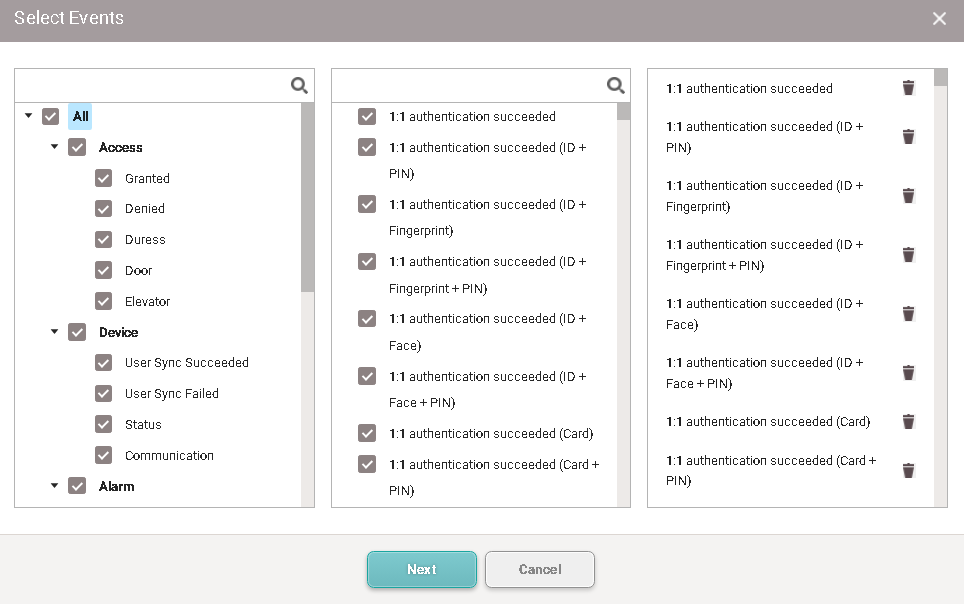 Select Events
All
Access
Granted
Denied
Duress
Door
Elevator
Device
User Sync Succeeded
User Sync Failed
Status
Communication
Alarm
1:1 authentication succeeded
1:1 authentication succeeded (ID +
PIN)
1:1 authentication succeeded (ID +
Fingerprint)
1:1 authentication succeeded (ID +
Fingerprint + PIN)
1:1 authentication succeeded (ID +
Face)
1:1 authentication succeeded (ID +
Face + PIN)
1:1 authentication succeeded (Card)
1:1 authentication succeeded (Card +
PIN)
1:1 authentication succeeded
1:1 authentication succeeded (ID +
PIN)
1:1 authentication succeeded (ID +
Fingerprint)
1:1 authentication succeeded (ID +
Fingerprint + PIN)
1:1 authentication succeeded (ID +
Face)
1:1 authentication succeeded (ID +
Face + PIN)
1:1 authentication succeeded (Card)
1:1 authentication succeeded (Card +
PIN)
Next
Cancel